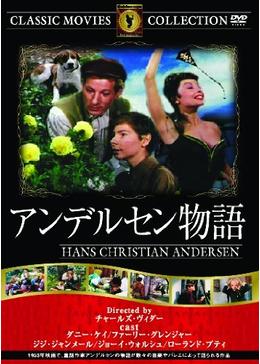 CLASSIC MOVIES COLLECTION
DVD
アンデルセン物語
HANS CHRISTIAN ANDERSEN
Directed by
チャールズ・ヴィダー
cast
ダニー・ケイ/ファーリー・グレンジャー
ジジ・ジャンメール/ジョーイ・ウォルシュ/ローランド・プティ